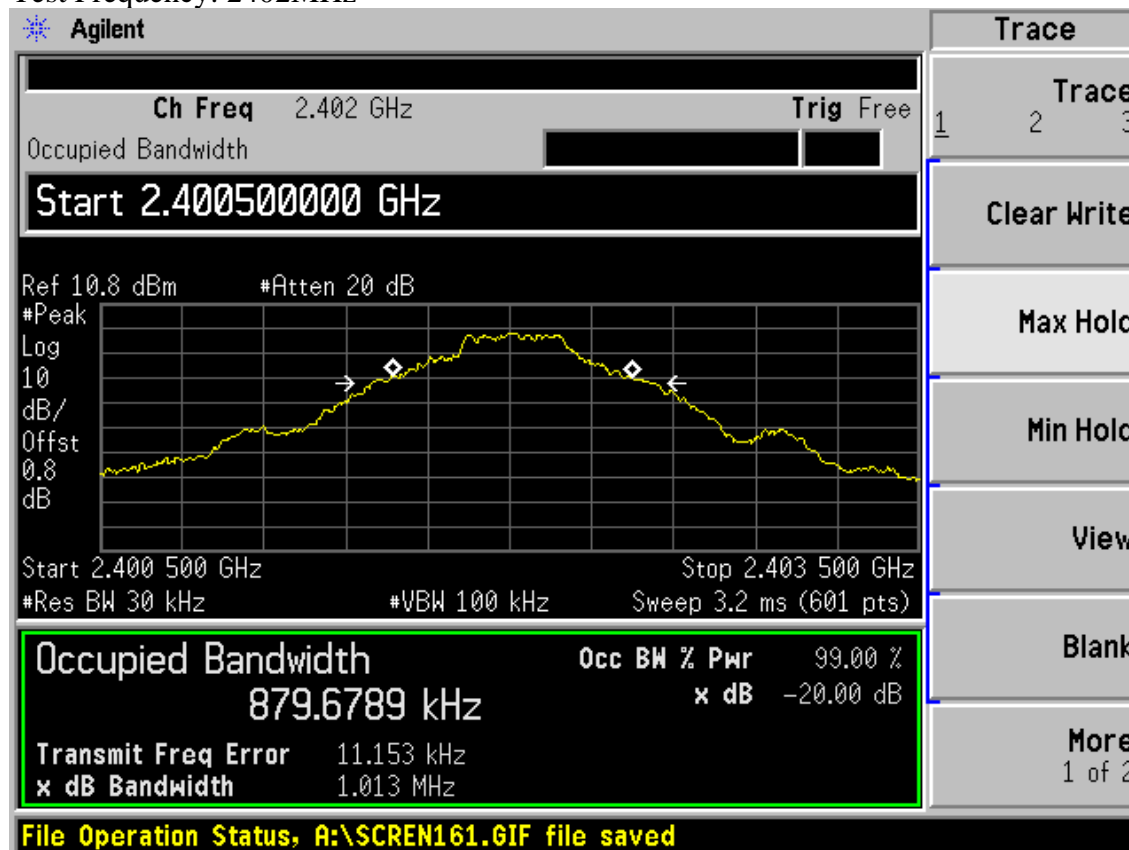 Agilent
Trace
Ch Freq 2.402 GHz Trig Free
Occupied Bandwidth
Start 2.400500000 GHz
Ref 10.8 dBm #Atten 20 dB
#Peak
Log
10
dB/
Offst
0.8
dB
Start 2.400 500 GHz Stop 2.403 500 GHz
#Res BW 30 kHz #VBW 100 kHz Sweep 3.2 ms (601 pts)
Occupied Bandwidth
879.6789 kHz
Occ BW % Pwr 99.00 %
x dB -20.00 dB
Transmit Freq Error 11.153 kHz
x dB Bandwidth 1.013 MHz
File Operation Status, A:\SCREN161.GIF file saved
Trace
1 2 3
Clear Write
Max Hold
Min Hold
View
Blank
More
1 of 2